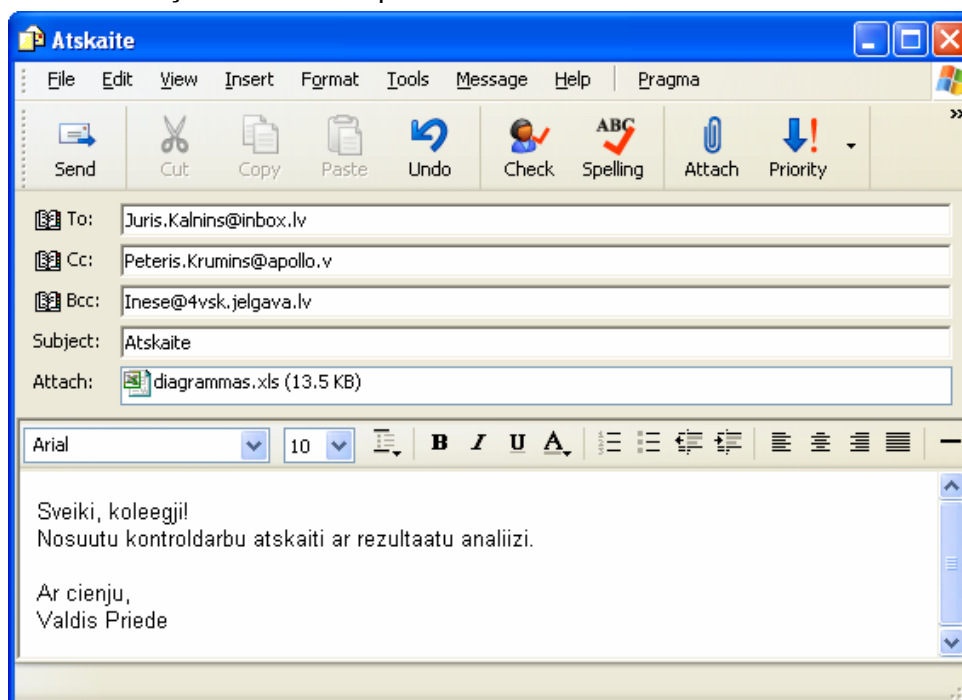 Atskaite
File Edit View Insert Format Tools Message Help Pragma
Send Cut Copy Paste Undo ABC Check Spelling Attach Priority
To: Juris.Kalnins@inbox.lv
Cc: Peteris.Krumins@apollo.v
Bcc: Inese@4vsk.jelgava.lv
Subject: Atskaite
Attach: diagrammas.xls (13.5 KB)
Arial 10 B I U A
Sveiki, koleegji!
Nosuutu kontroldarbu atskaiti ar rezultaatu analiizi.
Ar cienju,
Valdis Priede